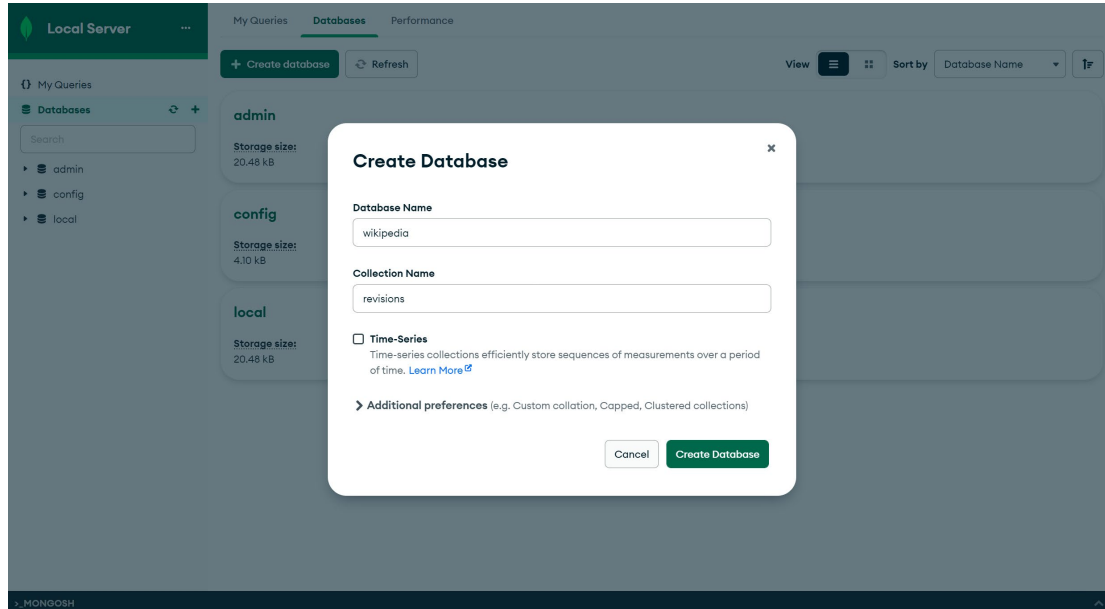 Local Server
...
My Queries
Databases
Performance
+ Create database
Refresh
View
Sort by
Database Name
{} My Queries
Databases
+
Search
admin
config
local
admin
Storage size:
20.48 kB
config
Storage size:
4.10 kB
local
Storage size:
20.48 kB
Create Database
Database Name
wikipedia
Collection Name
revisions
Time-Series
Time-series collections efficiently store sequences of measurements over a period
of time. Learn More
Additional preferences (e.g. Custom collation, Capped, Clustered collections)
Cancel
Create Database
>_MONGOSH